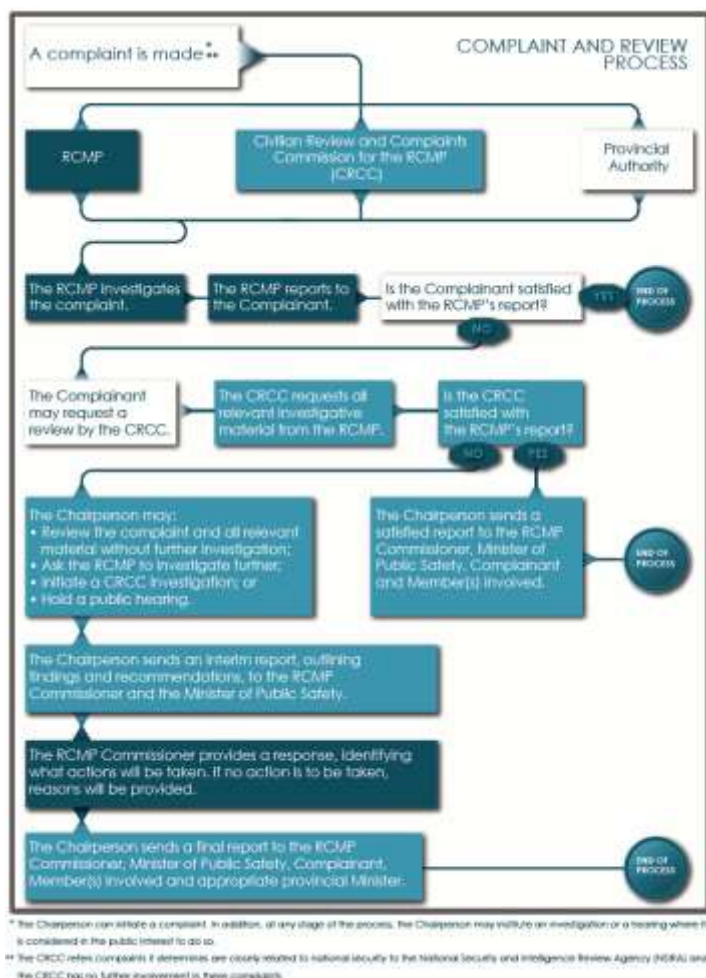 COMPLAINT AND REVIEW
PROCESS
A complaint is made * **
RCMP
Civilian Review and Complaints
Commission for the RCMP
(CRCC)
Provincial
Authority
The RCMP investigates
the complaint.
The RCMP reports to
the Complainant.
Is the Complainant satisfied
with the RCMP's report?
YES
END OF
PROCESS
NO
The Complainant
may request a
review by the CRCC.
The CRCC requests all
relevant investigative
material from the RCMP.
Is the CRCC
satisfied with
the RCMP's report?
NO
YES
The Chairperson may:
• Review the complaint and all relevant
material without further investigation;
• Ask the RCMP to investigate further;
• Initiate a CRCC investigation; or
• Hold a public hearing.
The Chairperson sends a
satisfied report to the RCMP
Commissioner, Minister of
Public Safety, Complainant
and Member(s) involved.
END OF
PROCESS
The Chairperson sends an interim report, outlining
findings and recommendations, to the RCMP
Commissioner and the Minister of Public Safety.
The RCMP Commissioner provides a response, identifying
what actions will be taken. If no action is to be taken,
reasons will be provided.
The Chairperson sends a final report to the RCMP
Commissioner, Minister of Public Safety, Complainant,
Member(s) involved and appropriate provincial Minister.
END OF
PROCESS
* The Chairperson can initiate a complaint. In addition, at any stage of the process, the Chairperson may institute an investigation or a hearing where it
is considered in the public interest to do so.
** The CRCC refers complaints it determines are closely related to national security to the National Security and Intelligence Review Agency (NSIRA) and
the CRCC has no further involvement in these complaints.